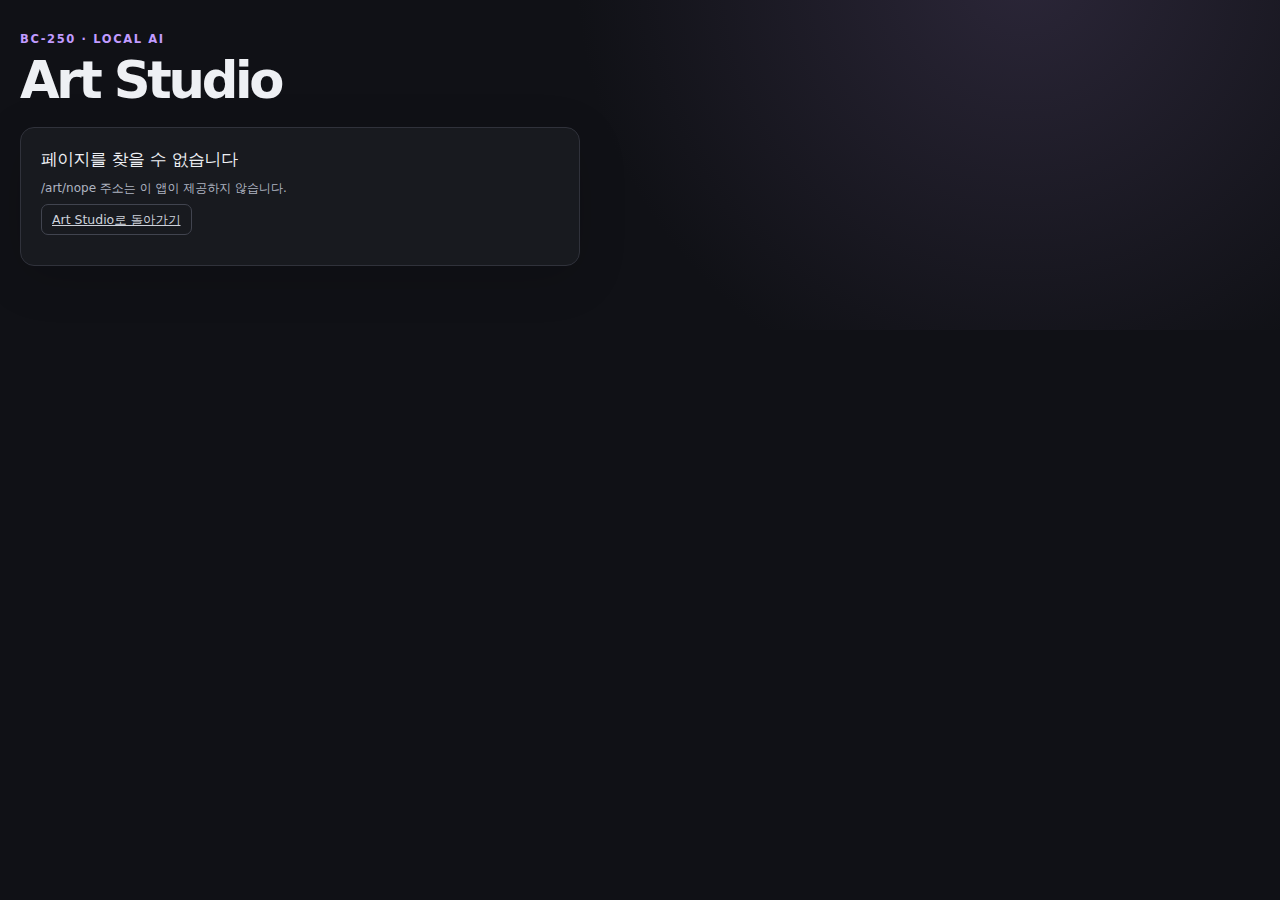 BC-250 · LOCAL AI
Art Studio
페이지를 찾을 수 없습니다
/art/nope 주소는 이 앱이 제공하지 않습니다.
Art Studio로 돌아가기